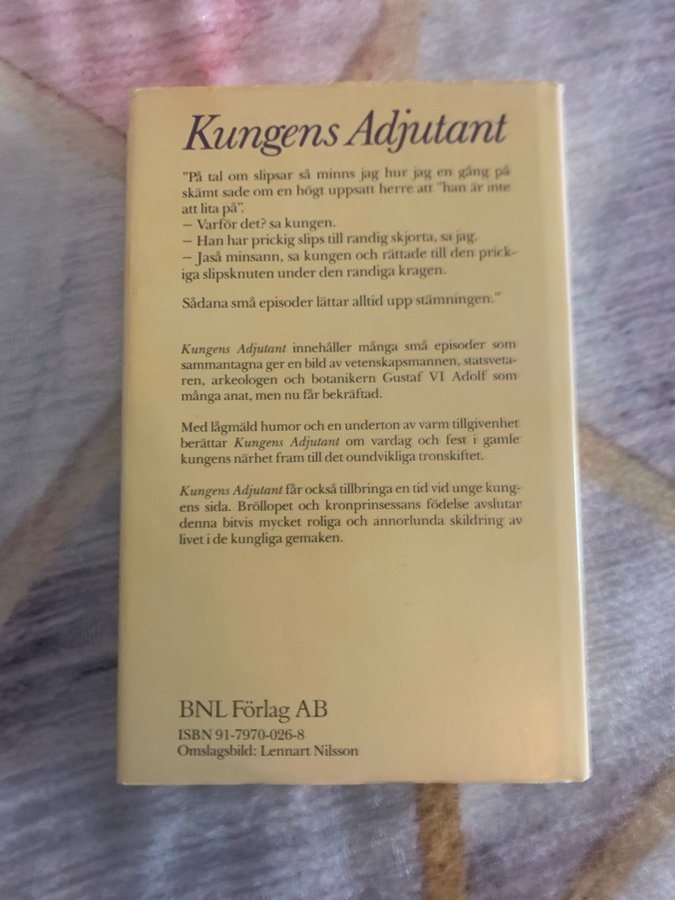 Kungens Adjutant
"På tal om slipsar så minns jag hur jag en gång på
skämt sade om en högt uppsatt herre att "han är inte
att lita på".
– Varför det? sa kungen.
– Han har prickig slips till randig skjorta, sa jag.
– Jaså minsann, sa kungen och rättade till den prick-
iga slipsknuten under den randiga kragen.
Sådana små episoder lättar alltid upp stämningen."
Kungens Adjutant innehåller många små episoder som
sammantagna ger en bild av vetenskapsmannen, statsveta-
ren, arkeologen och botanikern Gustaf VI Adolf som
många anat, men nu får bekräftad.
Med lågmäld humor och en underton av varm tillgivenhet
berättar Kungens Adjutant om vardag och fest i gamle
kungens närhet fram till det oundvikliga tronskiftet.
Kungens Adjutant får också tillbringa en tid vid unge kung-
ens sida. Bröllopet och kronprinsessans födelse avslutar
denna bitvis mycket roliga och annorlunda skildring av
livet i de kungliga gemaken.
BNL Förlag AB
ISBN 91-7970-026-8
Omslagsbild: Lennart Nilsson